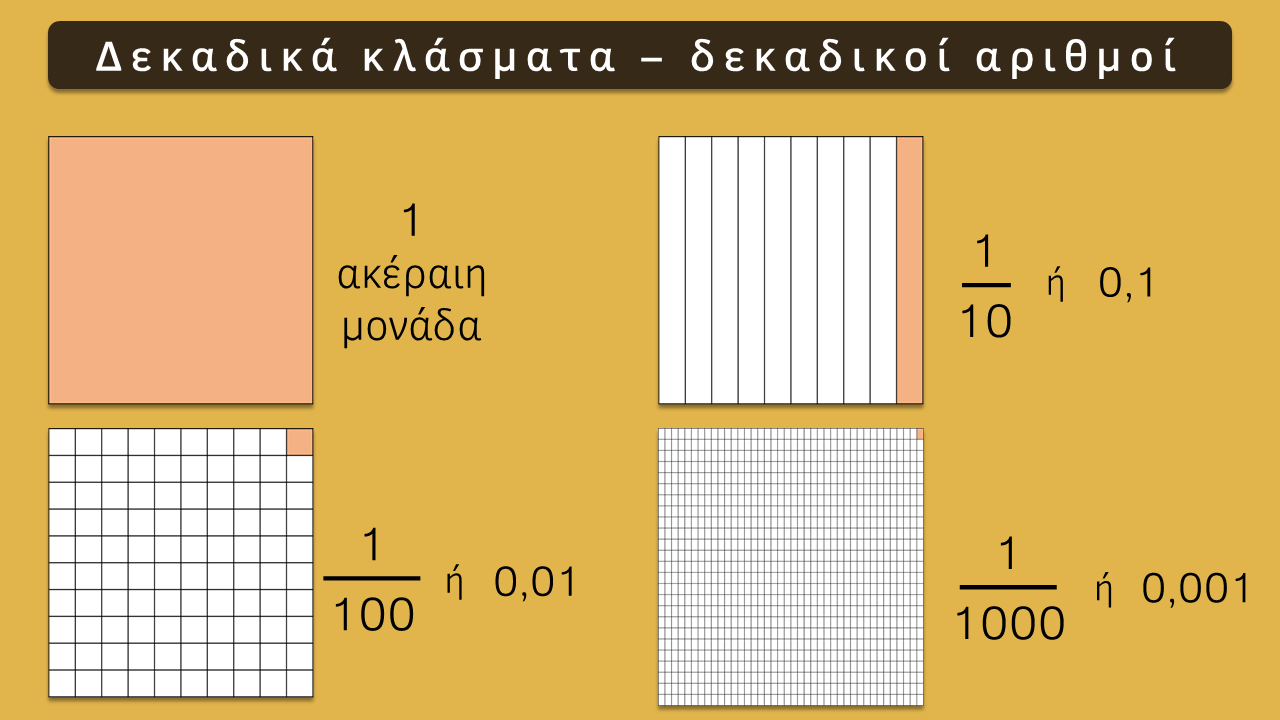 Δεκαδικά κλάσματα – δεκαδικοί αριθμοί
1
ακέραιη
μονάδα
1
10
ή 0,1
1
100
ή 0,01
1
1000
ή 0,001